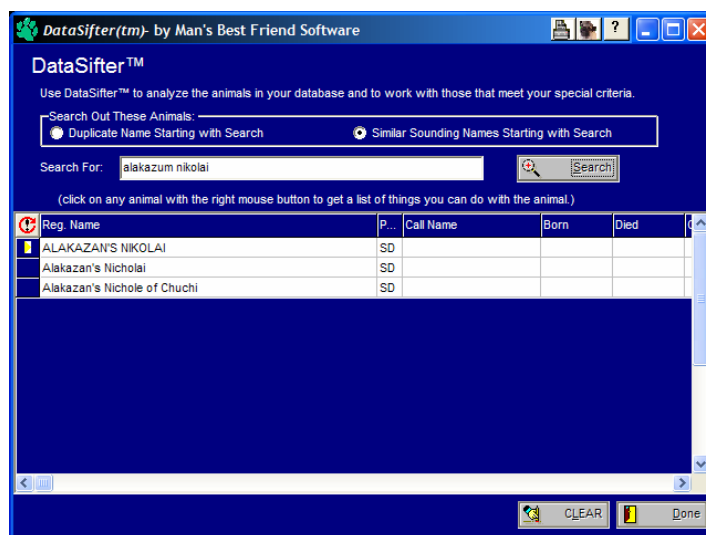 DataSifter(tm)- by Man's Best Friend Software
?
DataSifter™
Use DataSifter™ to analyze the animals in your database and to work with those that meet your special criteria.
Search Out These Animals:
Duplicate Name Starting with Search
Similar Sounding Names Starting with Search
Search For: alakazum nikolai Search
(click on any animal with the right mouse button to get a list of things you can do with the animal.)
Reg. Name P... Call Name Born Died
ALAKAZAN'S NIKOLAI SD
Alakazan's Nicholai SD
Alakazan's Nichole of Chuchi SD
CLEAR Done